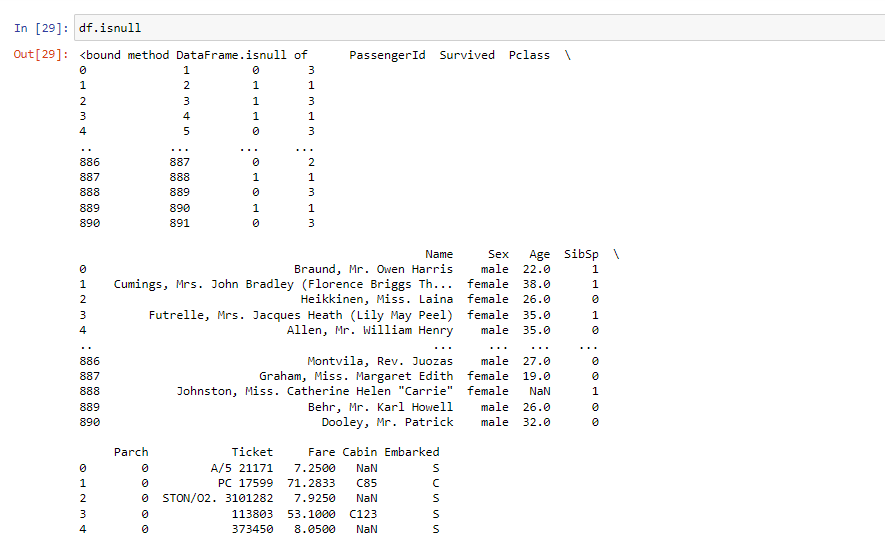 In [29]: df.isnull
Out[29]: <bound method DataFrame.isnull of      PassengerId  Survived  Pclass  \
0              1         0       3
1              2         1       1
2              3         1       3
3              4         1       1
4              5         0       3
..           ...       ...     ...
886          887         0       2
887          888         1       1
888          889         0       3
889          890         1       1
890          891         0       3
Name     Sex   Age  SibSp  \
0                              Braund, Mr. Owen Harris    male  22.0      1
1    Cumings, Mrs. John Bradley (Florence Briggs Th...  female  38.0      1
2                               Heikkinen, Miss. Laina  female  26.0      0
3         Futrelle, Mrs. Jacques Heath (Lily May Peel)  female  35.0      1
4                             Allen, Mr. William Henry    male  35.0      0
..                                                 ...     ...   ...    ...
886                              Montvila, Rev. Juozas    male  27.0      0
887                       Graham, Miss. Margaret Edith  female  19.0      0
888           Johnston, Miss. Catherine Helen "Carrie"  female   NaN      1
889                              Behr, Mr. Karl Howell    male  26.0      0
890                                Dooley, Mr. Patrick    male  32.0      0
Parch            Ticket     Fare Cabin Embarked
0        0         A/5 21171   7.2500   NaN        S
1        0          PC 17599  71.2833   C85        C
2        0  STON/O2. 3101282   7.9250   NaN        S
3        0            113803  53.1000  C123        S
4        0            373450   8.0500   NaN        S